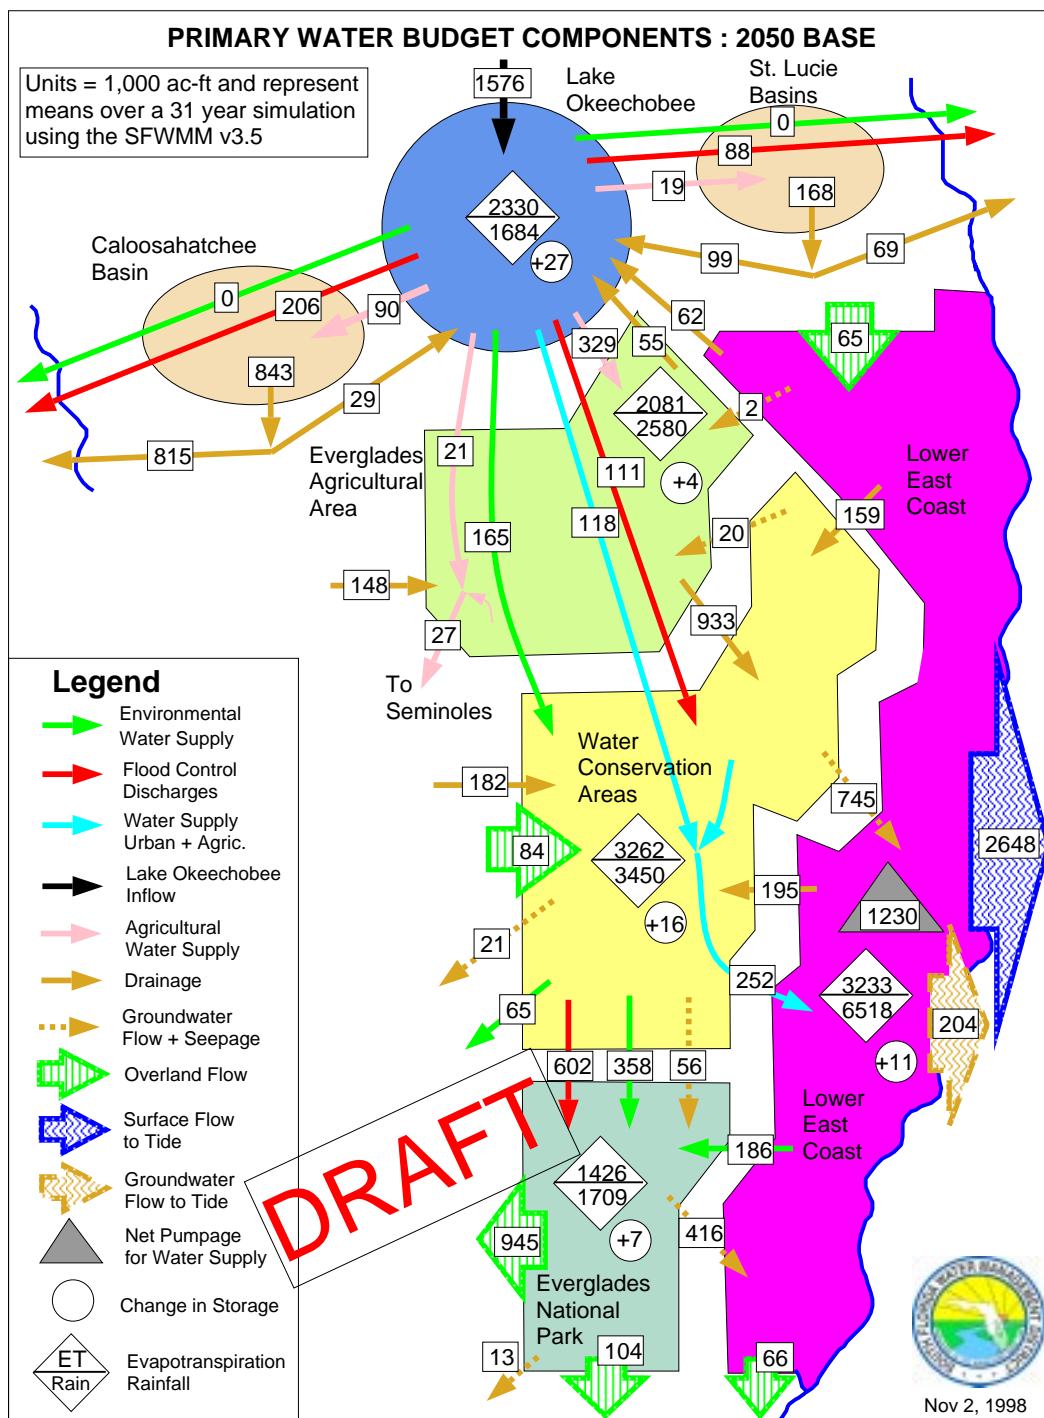 PRIMARY WATER BUDGET COMPONENTS : 2050 BASE
Units = 1,000 ac-ft and represent
means over a 31 year simulation
using the SFWMM v3.5
1576
Lake
Okeechobee
St. Lucie
Basins
0
88
19
168
2330
1684
+27
99
69
Caloosahatchee
Basin
0
206
90
843
29
815
329
55
62
65
2081
2580
+4
2
Everglades
Agricultural
Area
21
111
118
165
Lower
East
Coast
159
20
148
933
27
To
Seminoles
Water
Conservation
Areas
182
745
84
3262
3450
+16
195
2648
1230
21
252
3233
6518
65
204
+11
602
358
56
Lower
East
Coast
186
DRAFT
1426
1709
+7
945
416
Everglades
National
Park
13
104
66
Legend
Environmental
Water Supply
Flood Control
Discharges
Water Supply
Urban + Agric.
Lake Okeechobee
Inflow
Agricultural
Water Supply
Drainage
Groundwater
Flow + Seepage
Overland Flow
Surface Flow
to Tide
Groundwater
Flow to Tide
Net Pumpage
for Water Supply
Change in Storage
ET
Rain
Evapotranspiration
Rainfall
SOUTH FLORIDA WATER MANAGEMENT DISTRICT
Nov 2, 1998